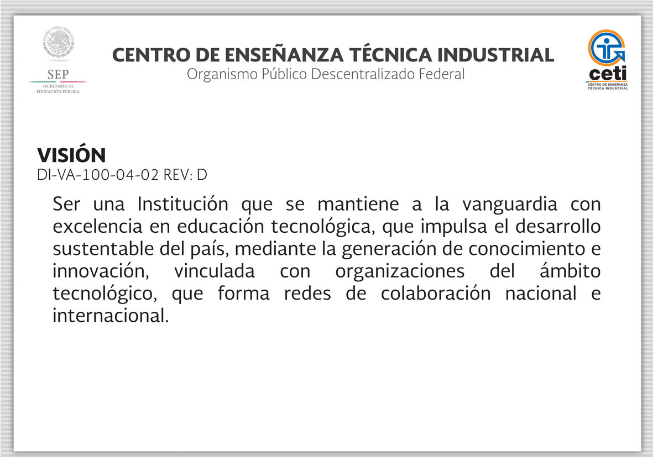 SEP
SECRETARÍA DE
EDUCACIÓN PÚBLICA
CENTRO DE ENSEÑANZA TÉCNICA INDUSTRIAL
Organismo Público Descentralizado Federal
ceti
CENTRO DE ENSEÑANZA
TÉCNICA INDUSTRIAL
VISIÓN
DI-VA-100-04-02 REV: D
Ser una Institución que se mantiene a la vanguardia con
excelencia en educación tecnológica, que impulsa el desarrollo
sustentable del país, mediante la generación de conocimiento e
innovación, vinculada con organizaciones del ámbito
tecnológico, que forma redes de colaboración nacional e
internacional.